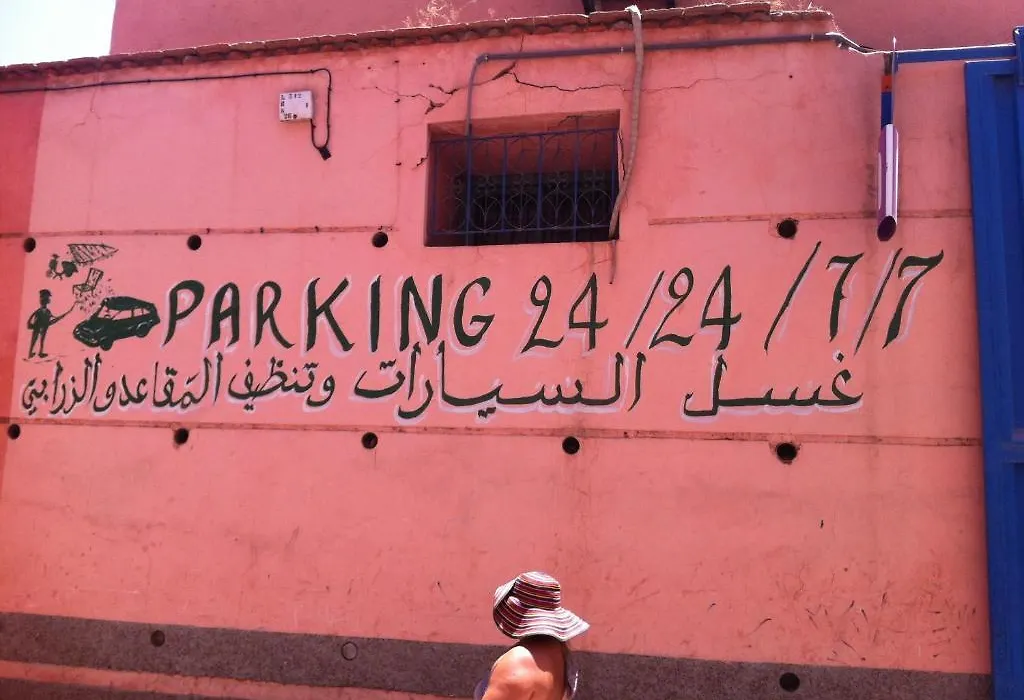 PARKING 24/24/7/7
غسل السيارات وتنظيف المقاعد والزرابي